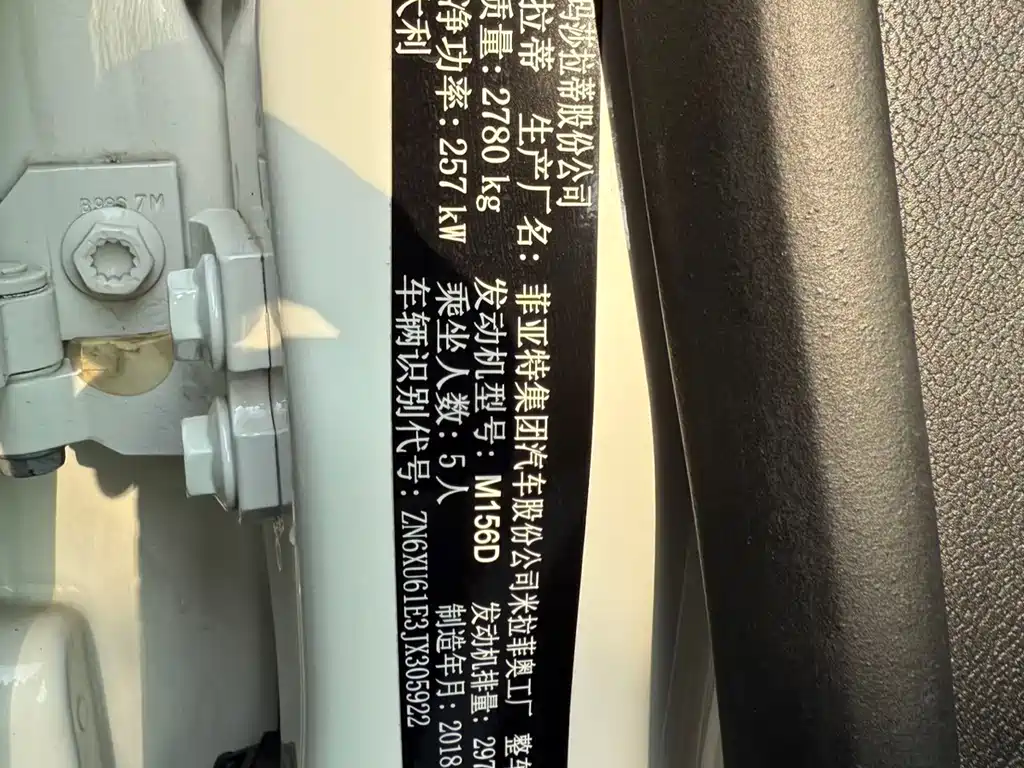 玛莎拉蒂股份公司
拉蒂 生产厂名: 菲亚特集团汽车股份公司米拉菲奥工厂 整车
质量: 2780 kg 发动机型号: M156D 发动机排量: 297
净功率: 257 kW 乘坐人数: 5 人 制造年月: 2018
大利 车辆识别代号: ZN6XU61E3JX305922